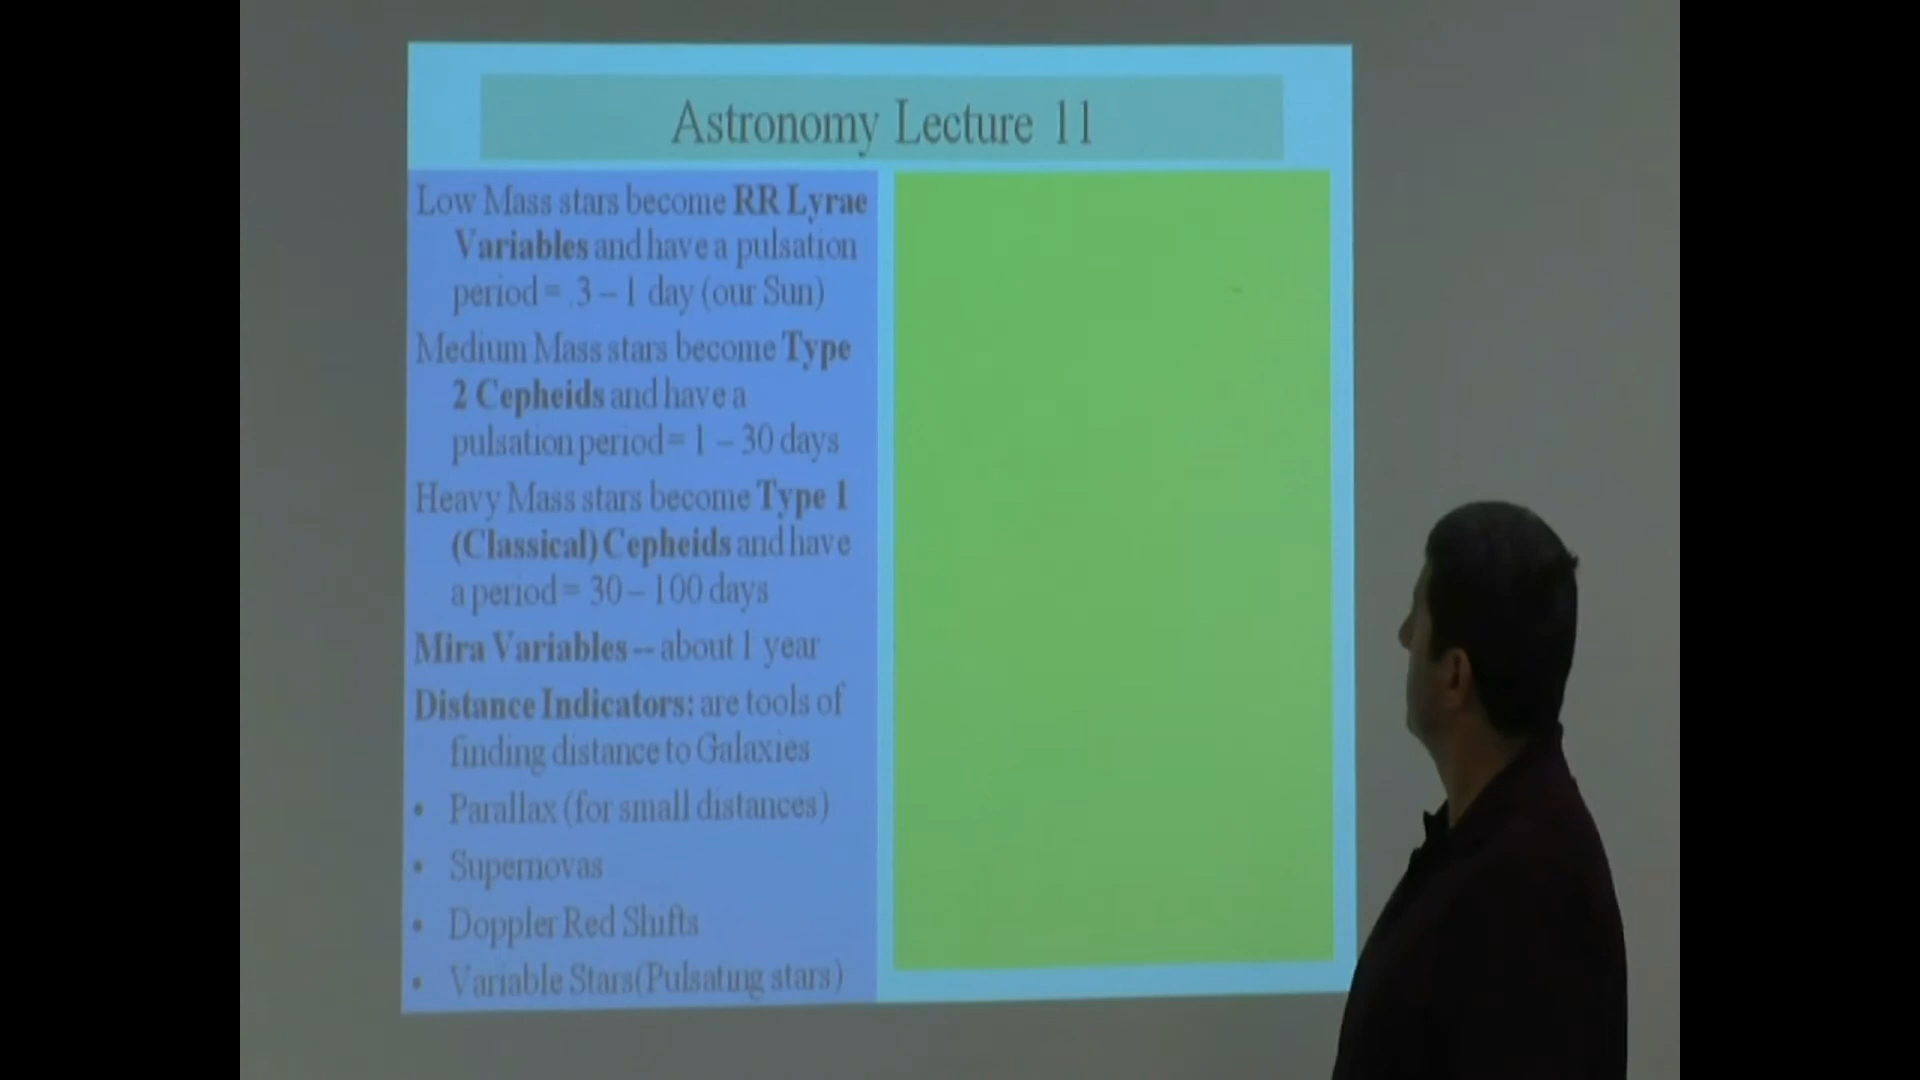 Astronomy Lecture 11
Low Mass stars become RR Lyrae
Variables and have a pulsation
period = .3 – 1 day (our Sun)
Medium Mass stars become Type
2 Cepheids and have a
pulsation period = 1 – 30 days
Heavy Mass stars become Type 1
(Classical) Cepheids and have
a period = 30 – 100 days
Mira Variables -- about 1 year
Distance Indicators: are tools of
finding distance to Galaxies
• Parallax (for small distances)
• Supernovas
• Doppler Red Shifts
• Variable Stars(Pulsating stars)